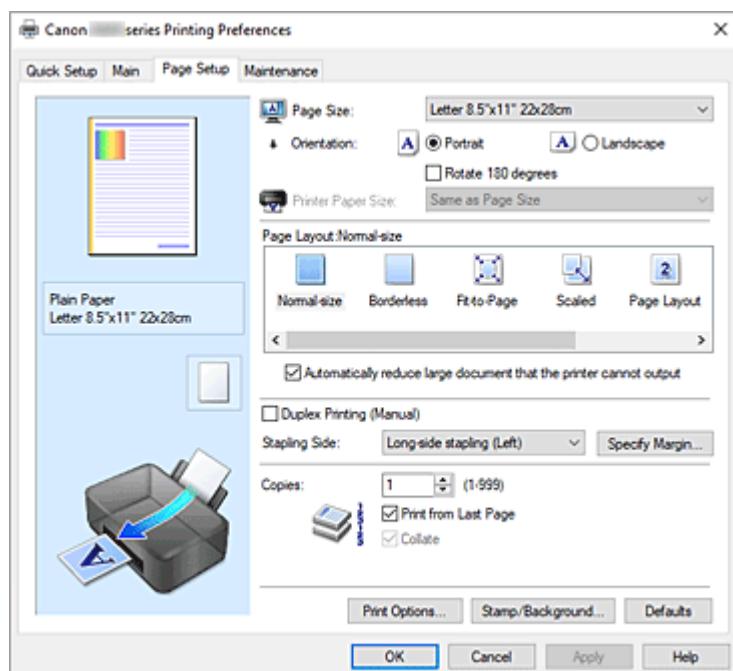 Canon series Printing Preferences
Quick Setup Main Page Setup Maintenance
Page Size: Letter 8.5"x11" 22x28cm
Orientation: A Portrait A Landscape
Rotate 180 degrees
Printer Paper Size: Same as Page Size
Page Layout:Normal-size
2
Normal-size Borderless Fit-to-Page Scaled Page Layout
Plain Paper
Letter 8.5"x11" 22x28cm
Automatically reduce large document that the printer cannot output
Duplex Printing (Manual)
Stapling Side: Long-side stapling (Left) Specify Margin...
Copies: 1 (1-999)
Print from Last Page
Collate
A
Print Options... Stamp/Background... Defaults
OK Cancel Apply Help